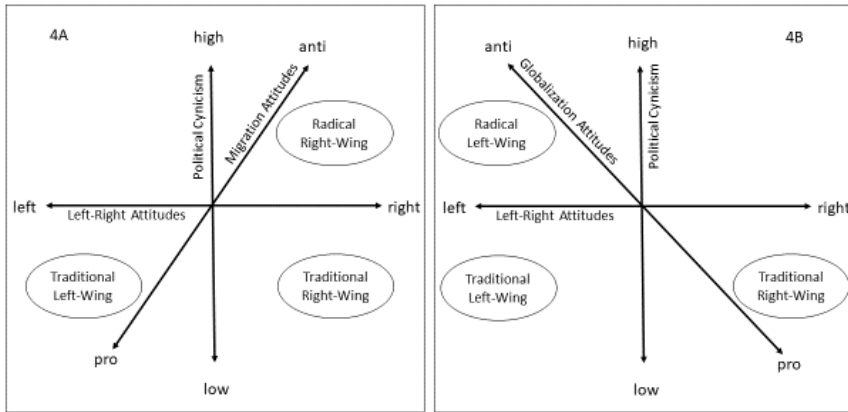 4A
high
anti
Political Cynicism
Migration Attitudes
Radical
Right-Wing
left
Left-Right Attitudes
right
Traditional
Left-Wing
Traditional
Right-Wing
pro
low
4B
anti
high
Globalization Attitudes
Political Cynicism
Radical
Left-Wing
left
Left-Right Attitudes
right
Traditional
Left-Wing
Traditional
Right-Wing
pro
low